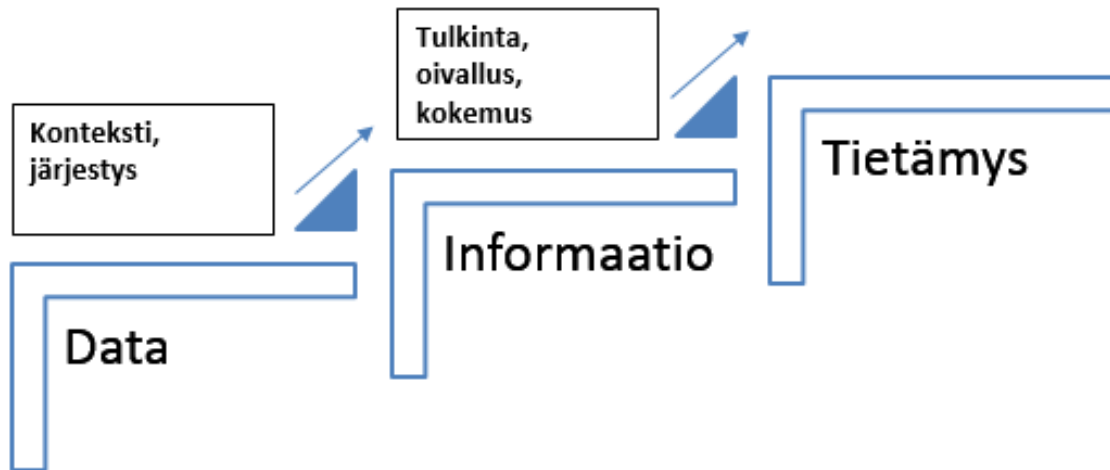 Tulkinta,
oivallus,
kokemus
Konteksti,
järjestys
Tietämys
Informaatio
Data